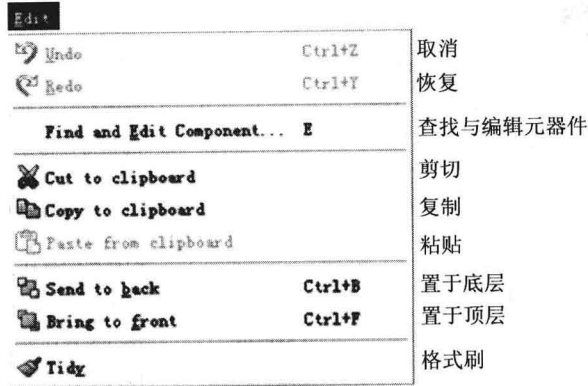 Edit
Undo Ctrl+Z 取消
Redo Ctrl+Y 恢复
Find and Edit Component... E 查找与编辑元器件
Cut to clipboard 剪切
Copy to clipboard 复制
Paste from clipboard 粘贴
Send to back Ctrl+B 置于底层
Bring to front Ctrl+F 置于顶层
Tidy 格式刷